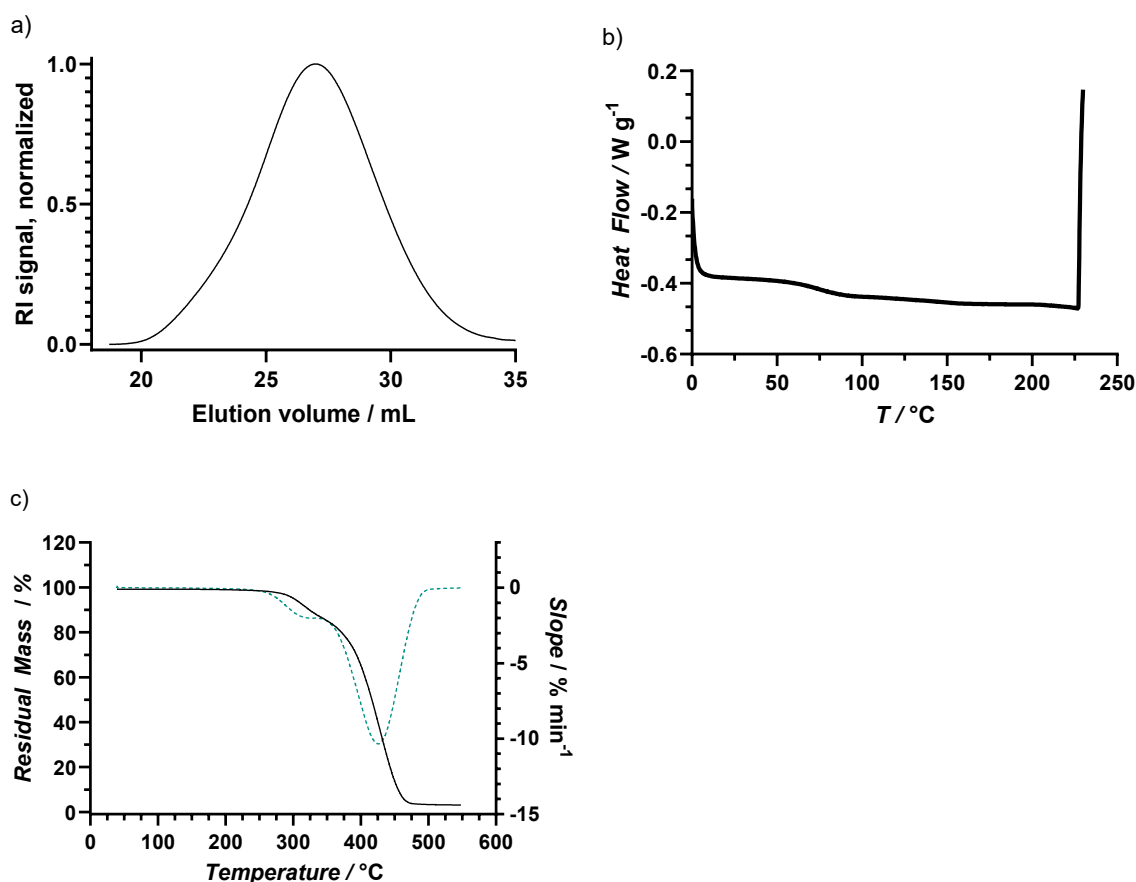 a)
1.0
0.5
0.0
20 25 30 35
RI signal, normalized
Elution volume / mL
b)
0.2
0.0
-0.2
-0.4
-0.6
0 50 100 150 200 250
Heat Flow / W g⁻¹
T / °C
c)
120
100
80
60
40
20
0
0 100 200 300 400 500 600
Residual Mass / %
0
-5
-10
-15
Slope / % min⁻¹
Temperature / °C